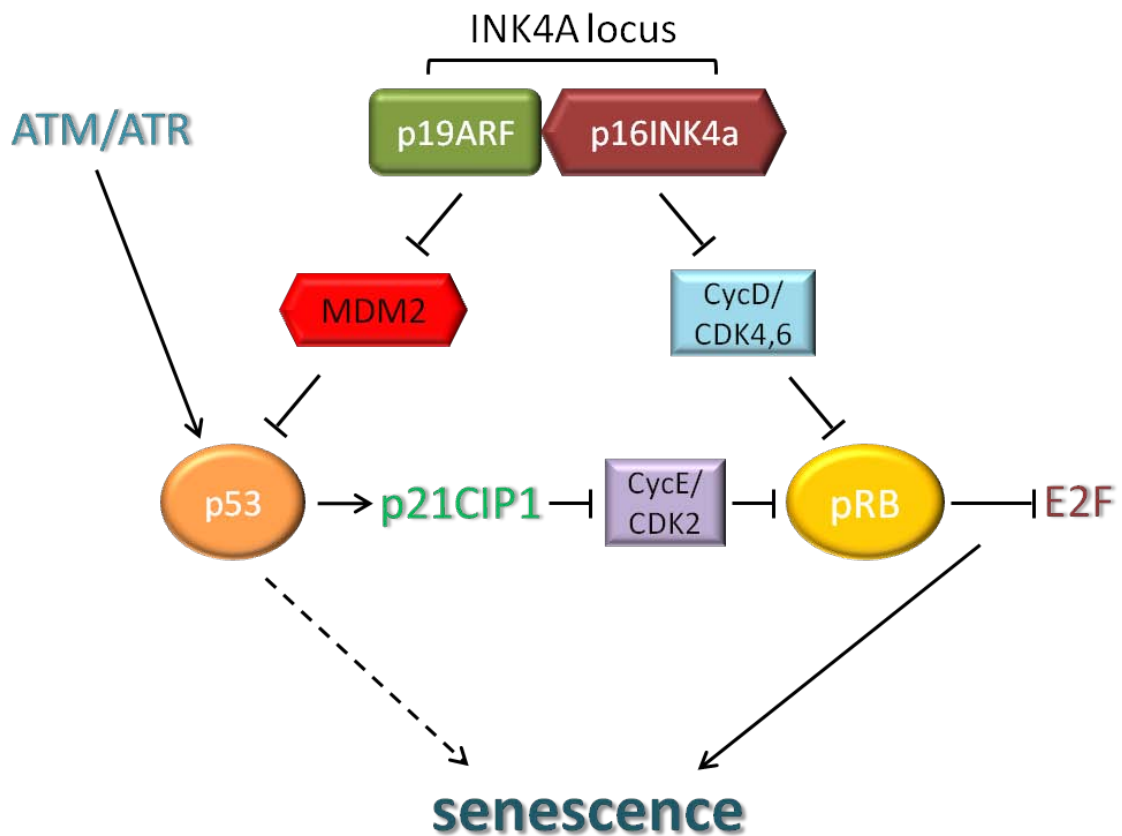 INK4A locus
ATM/ATR
p19ARF
p16INK4a
MDM2
CycD/
CDK4,6
p53
p21CIP1
CycE/
CDK2
pRB
E2F
senescence